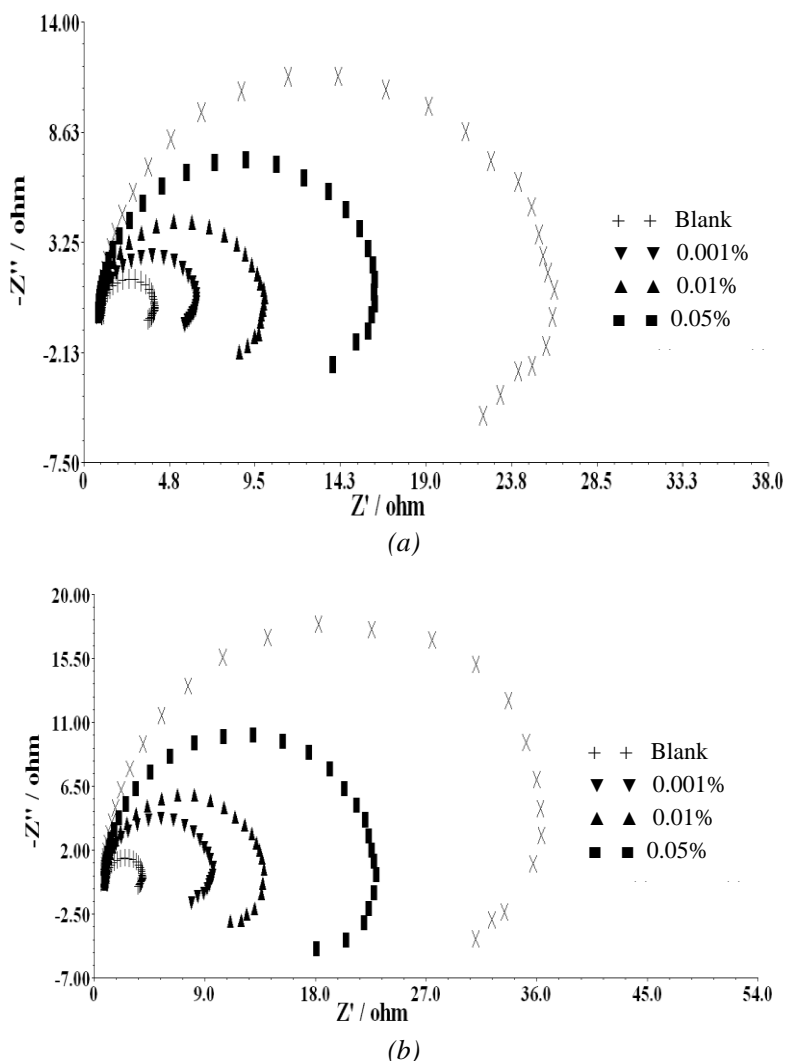 14.00
8.63
3.25
-2.13
-7.50
-Z'' / ohm
0 4.8 9.5 14.3 19.0 23.8 28.5 33.3 38.0
Z' / ohm
+ + Blank
▼ ▼ 0.001%
▲ ▲ 0.01%
■ ■ 0.05%
(a)
20.00
15.50
11.00
6.50
2.00
-2.50
-7.00
-Z'' / ohm
0 9.0 18.0 27.0 36.0 45.0 54.0
Z' / ohm
+ + Blank
▼ ▼ 0.001%
▲ ▲ 0.01%
■ ■ 0.05%
(b)